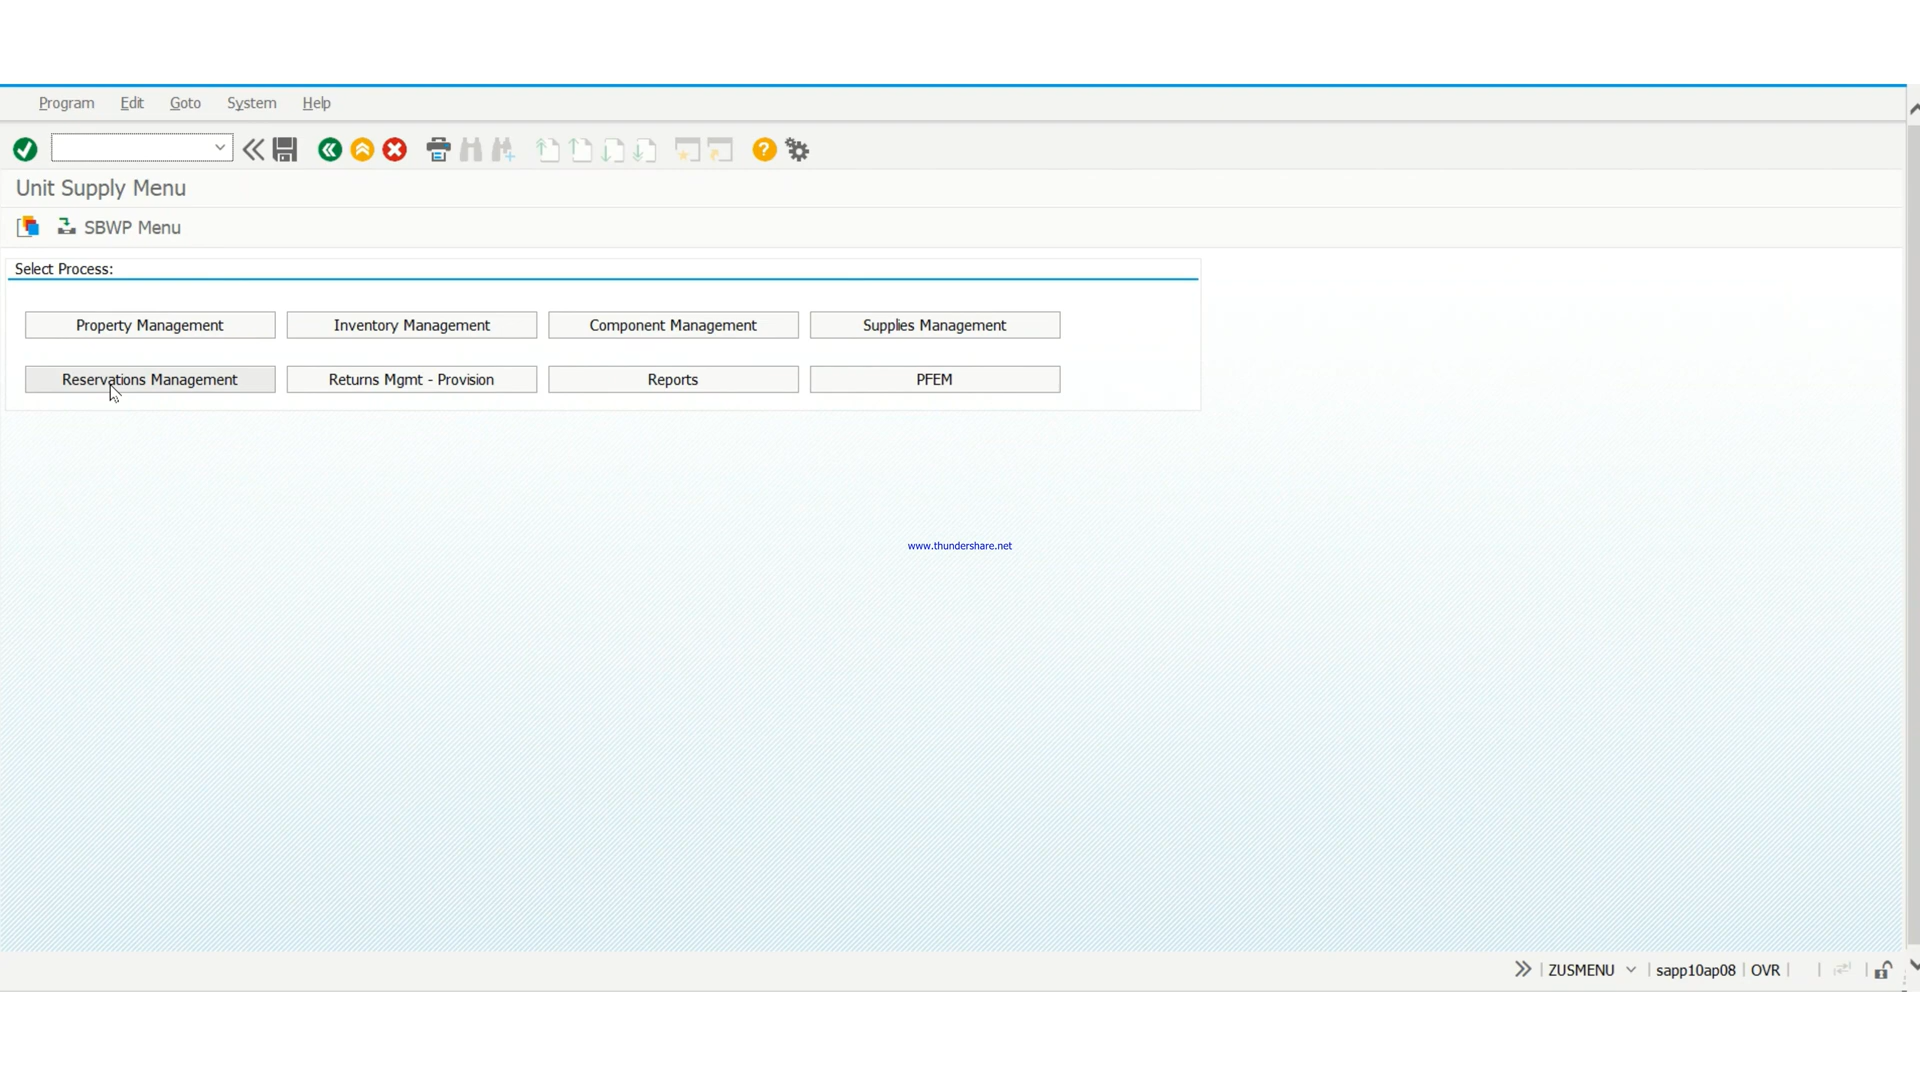 Program Edit Goto System Help
Unit Supply Menu
SBWP Menu
Select Process:
Property Management Inventory Management Component Management Supplies Management
Reservations Management Returns Mgmt - Provision Reports PFEM
www.thundershare.net
ZUSMENU sapp10ap08 OVR